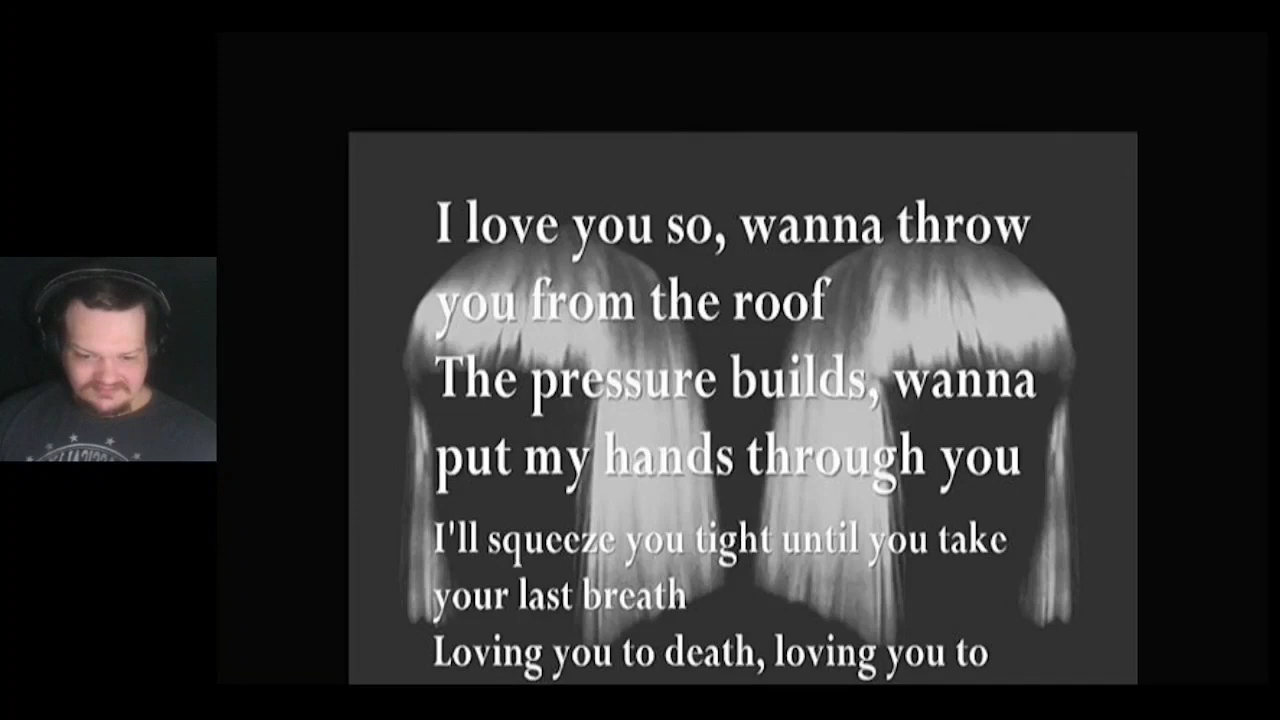 I love you so, wanna throw
you from the roof
The pressure builds, wanna
put my hands through you
I'll squeeze you tight until you take
your last breath
Loving you to death, loving you to